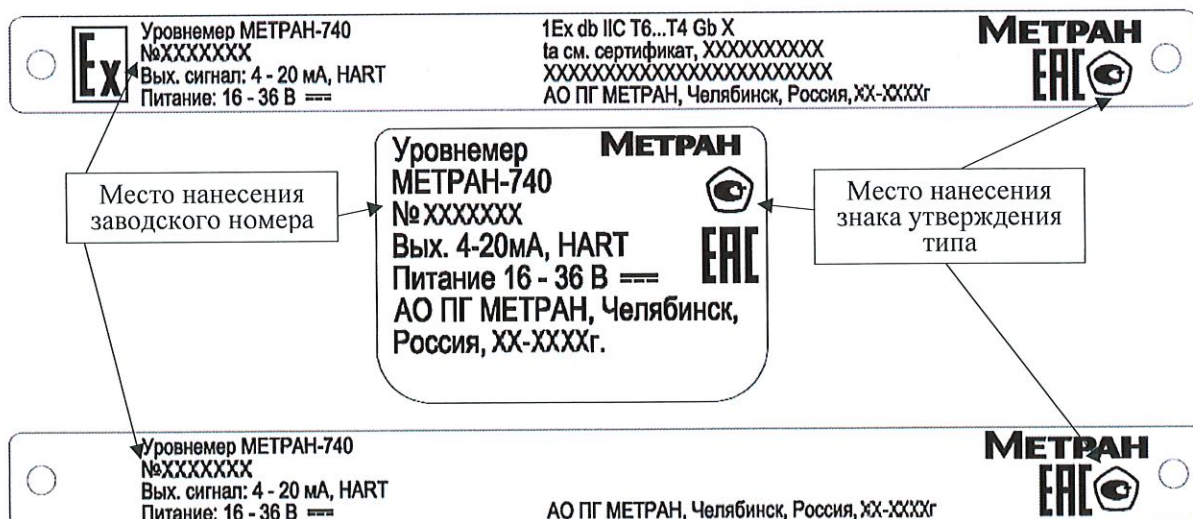 Ex
Уровнемер МЕТРАН-740
№XXXXXXX
Вых. сигнал: 4 - 20 мА, HART
Питание: 16 - 36 В
1Ex db IIC T6...T4 Gb X
ta см. сертификат, XXXXXXXXXX
XXXXXXXXXXXXXXXXXXXXXXXX
АО ПГ МЕТРАН, Челябинск, Россия, XX-XXXXг
МЕТРАН
ЕАС
Место нанесения
заводского номера
Уровнемер
МЕТРАН
МЕТРАН-740
№XXXXXXX
Вых. 4-20мА, HART
ЕАС
Питание 16 - 36 В
АО ПГ МЕТРАН, Челябинск,
Россия, XX-XXXXг.
Место нанесения
знака утверждения
типа
Уровнемер МЕТРАН-740
№XXXXXXX
Вых. сигнал: 4 - 20 мА, HART
Питание: 16 - 36 В
АО ПГ МЕТРАН, Челябинск, Россия, XX-XXXXг
МЕТРАН
ЕАС